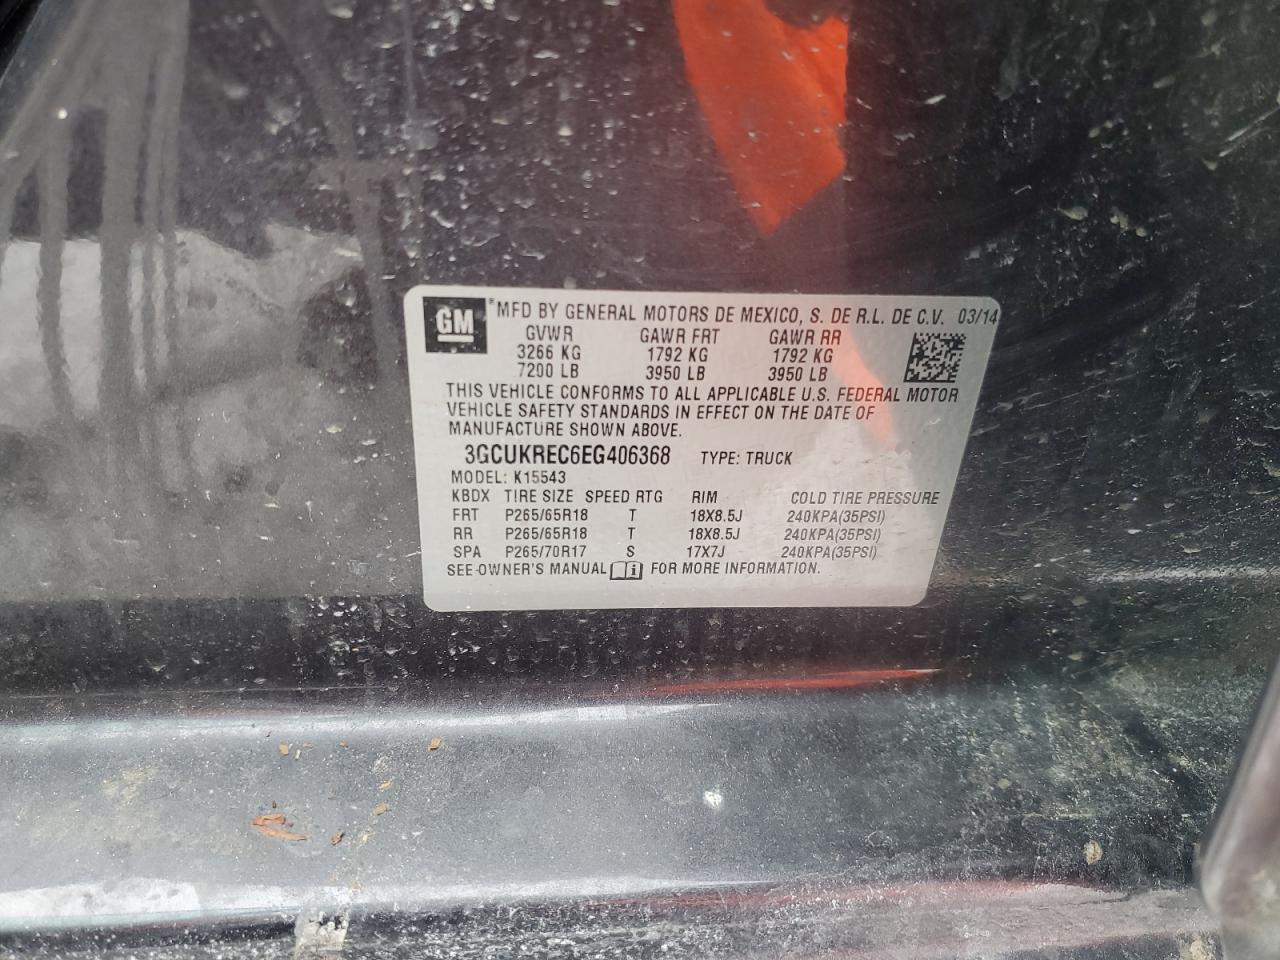 GM ®MFD BY GENERAL MOTORS DE MEXICO, S. DE R.L. DE C.V. 03/14
GVWR GAWR FRT GAWR RR
3266 KG 1792 KG 1792 KG
7200 LB 3950 LB 3950 LB
THIS VEHICLE CONFORMS TO ALL APPLICABLE U.S. FEDERAL MOTOR
VEHICLE SAFETY STANDARDS IN EFFECT ON THE DATE OF
MANUFACTURE SHOWN ABOVE.
3GCUKREC6EG406368 TYPE: TRUCK
MODEL: K15543
KBDX TIRE SIZE SPEED RTG RIM COLD TIRE PRESSURE
FRT P265/65R18 T 18X8.5J 240KPA(35PSI)
RR P265/65R18 T 18X8.5J 240KPA(35PSI)
SPA P265/70R17 S 17X7J 240KPA(35PSI)
SEE OWNER'S MANUAL FOR MORE INFORMATION.